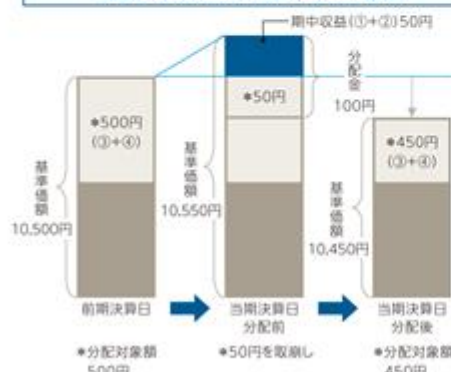 期中収益(①+②)50円
＊500円
(③+④)
＊50円
分配金
100円
＊450円
(③+④)
基準価額
10,500円
基準価額
10,550円
基準価額
10,450円
前期決算日
当期決算日
分配前
当期決算日
分配後
＊分配対象額
500円
＊50円を取崩し
＊分配対象額
450円